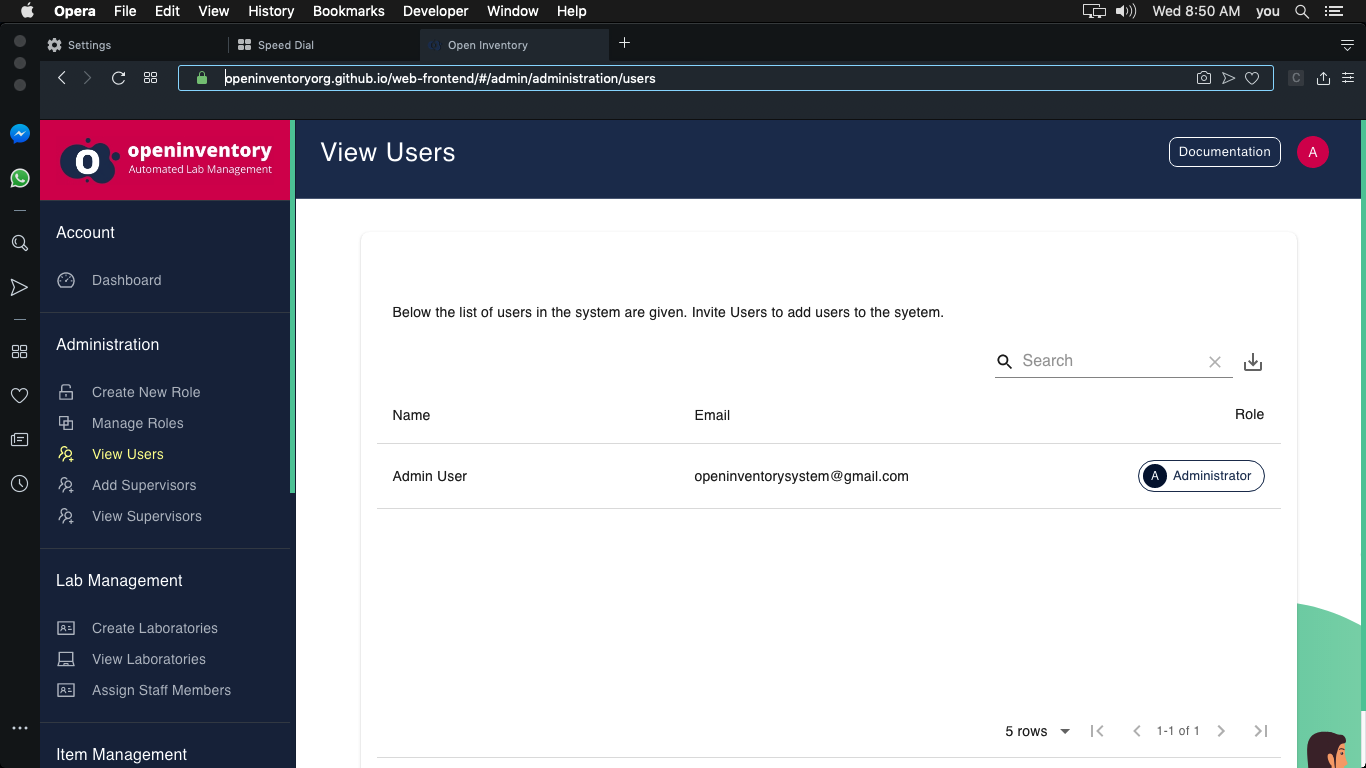 Opera File Edit View History Bookmarks Developer Window Help Wed 8:50 AM you
Settings Speed Dial Open Inventory
openinventoryorg.github.io/web-frontend/#/admin/administration/users C
openinventory
Automated Lab Management
View Users
Documentation
A
Account
Dashboard
Administration
Create New Role
Manage Roles
View Users
Add Supervisors
View Supervisors
Lab Management
Create Laboratories
View Laboratories
Assign Staff Members
Item Management
Below the list of users in the system are given. Invite Users to add users to the syetem.
Search
Name Email Role
Admin User openinventorysystem@gmail.com A Administrator
5 rows 1-1 of 1